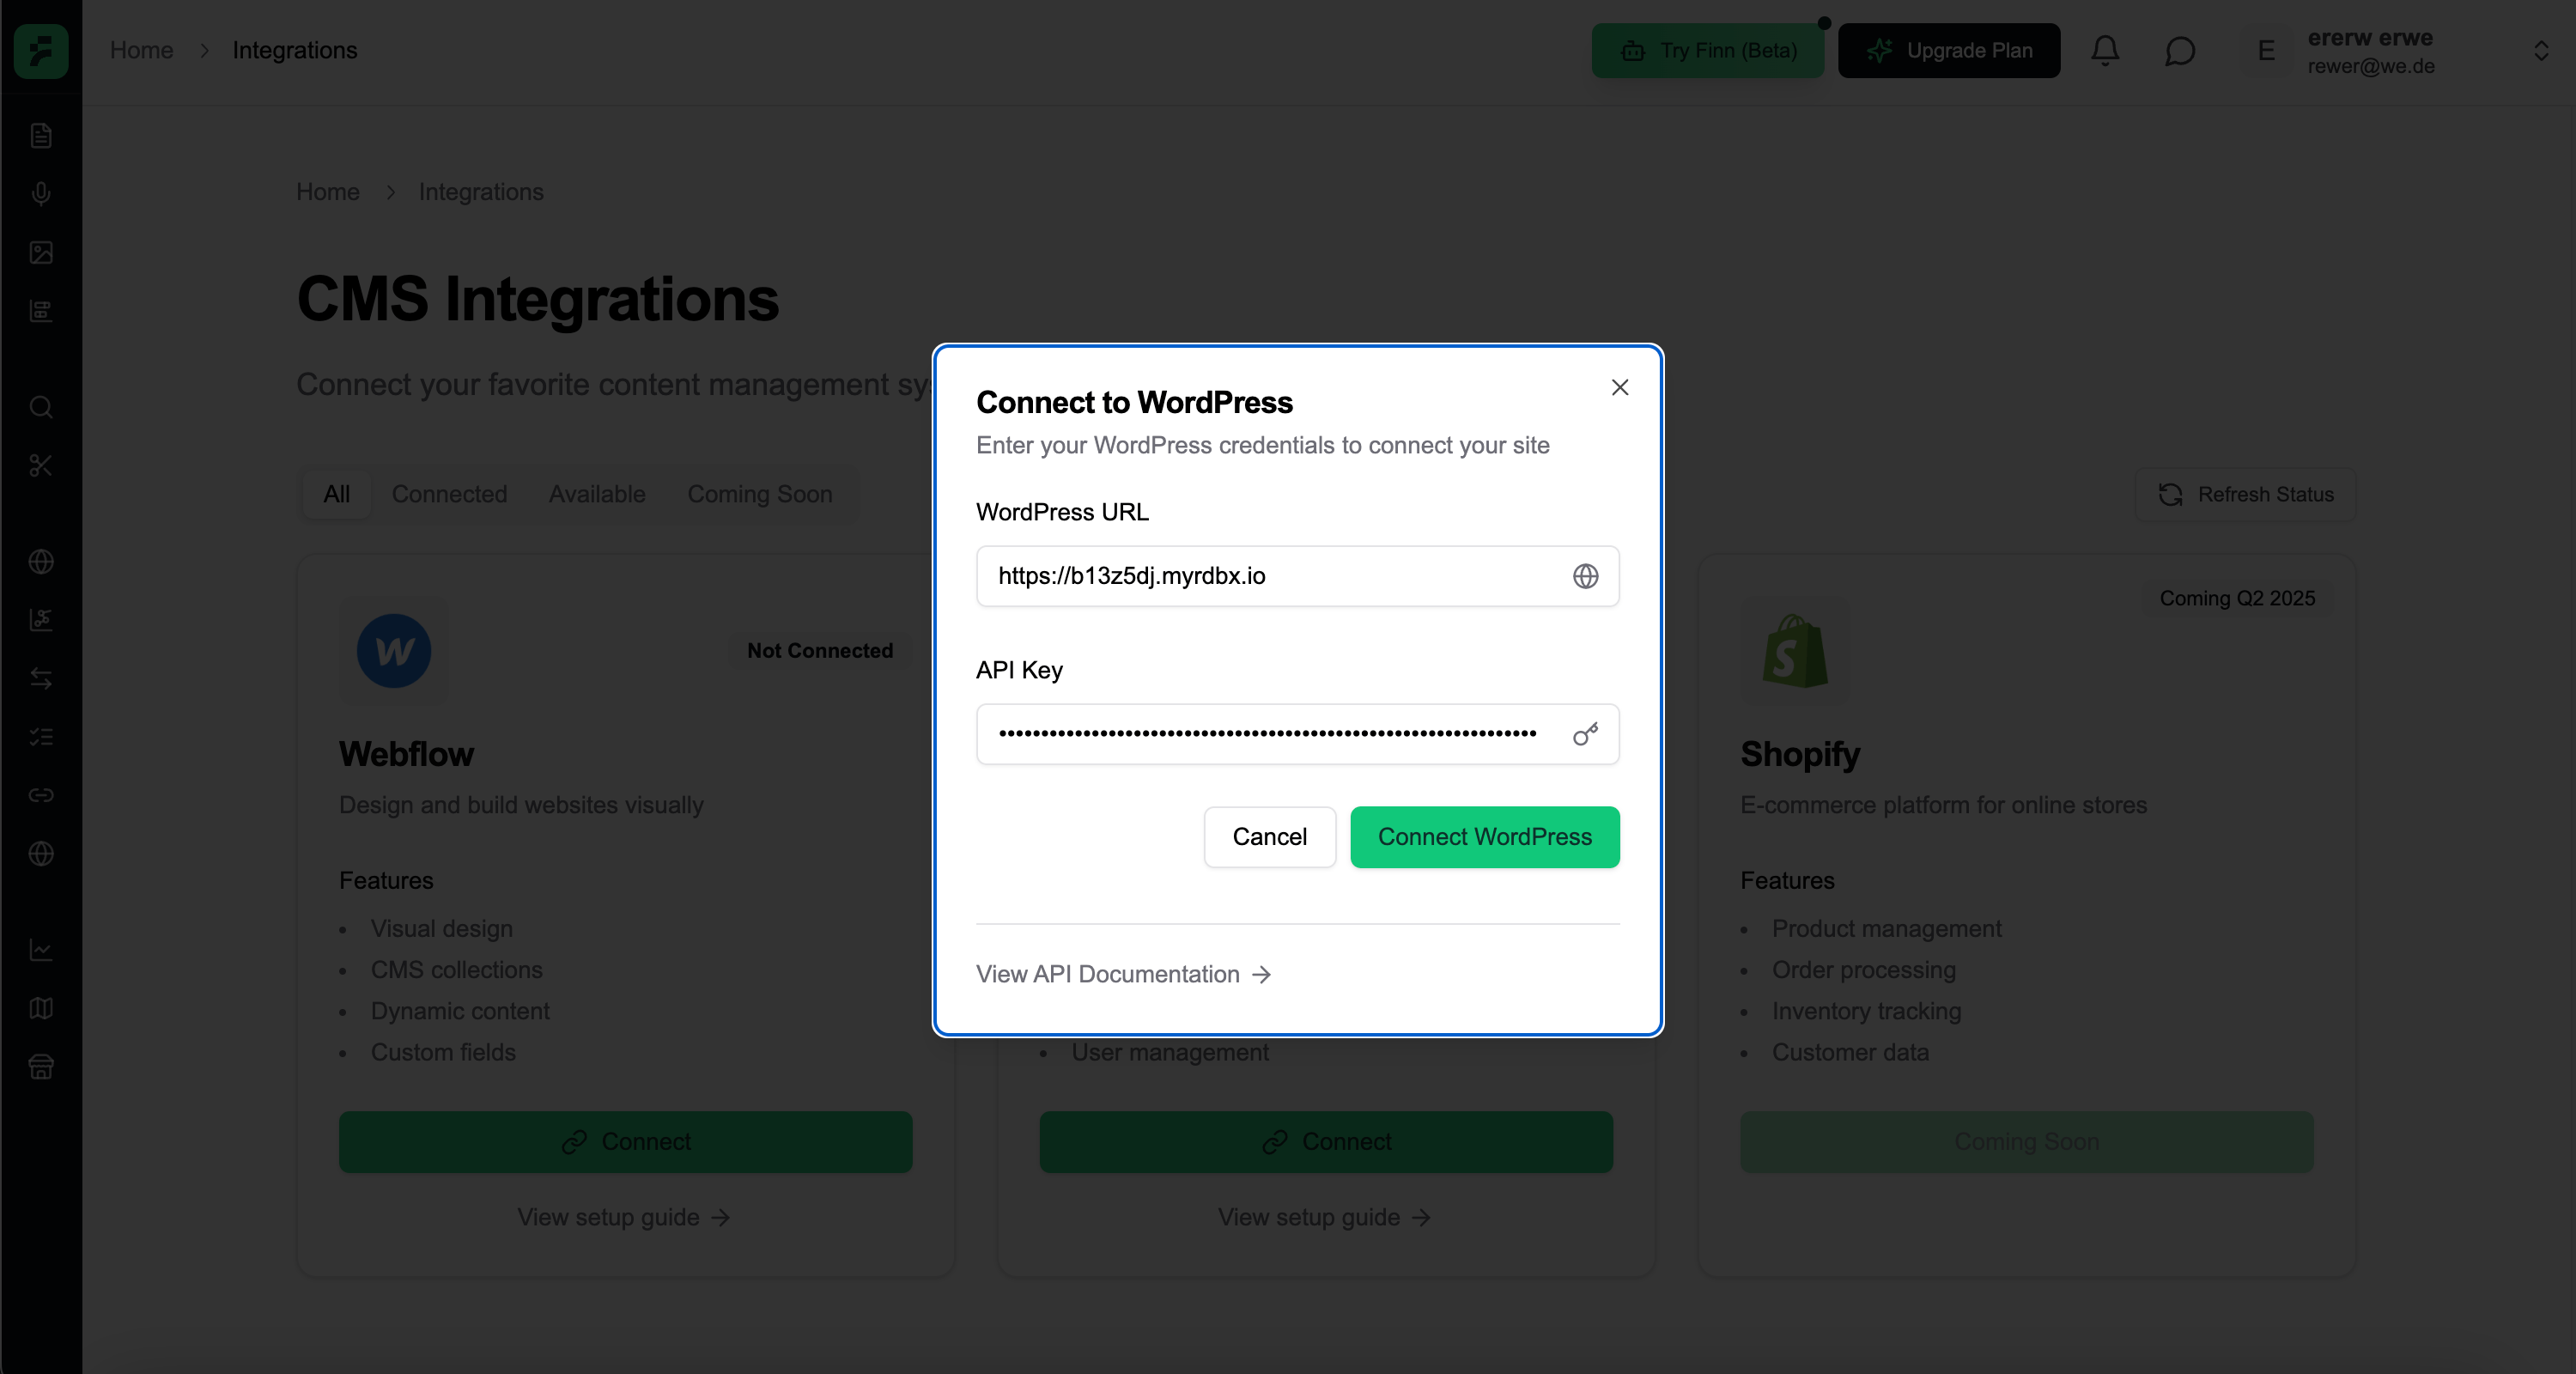 Home > Integrations
Try Finn (Beta)
Upgrade Plan
E
ererw erwe
rewer@we.de
Home > Integrations
CMS Integrations
Connect your favorite content management
All
Connected
Available
Coming Soon
Refresh Status
Not Connected
Webflow
Design and build websites visually
Features
• Visual design
• CMS collections
• Dynamic content
• Custom fields
Connect
View setup guide →
Connect to WordPress
Enter your WordPress credentials to connect your site
WordPress URL
https://b13z5dj.myrdbx.io
API Key
Cancel
Connect WordPress
View API Documentation →
• User management
Connect
View setup guide →
Coming Q2 2025
Shopify
E-commerce platform for online stores
Features
• Product management
• Order processing
• Inventory tracking
• Customer data
Coming Soon